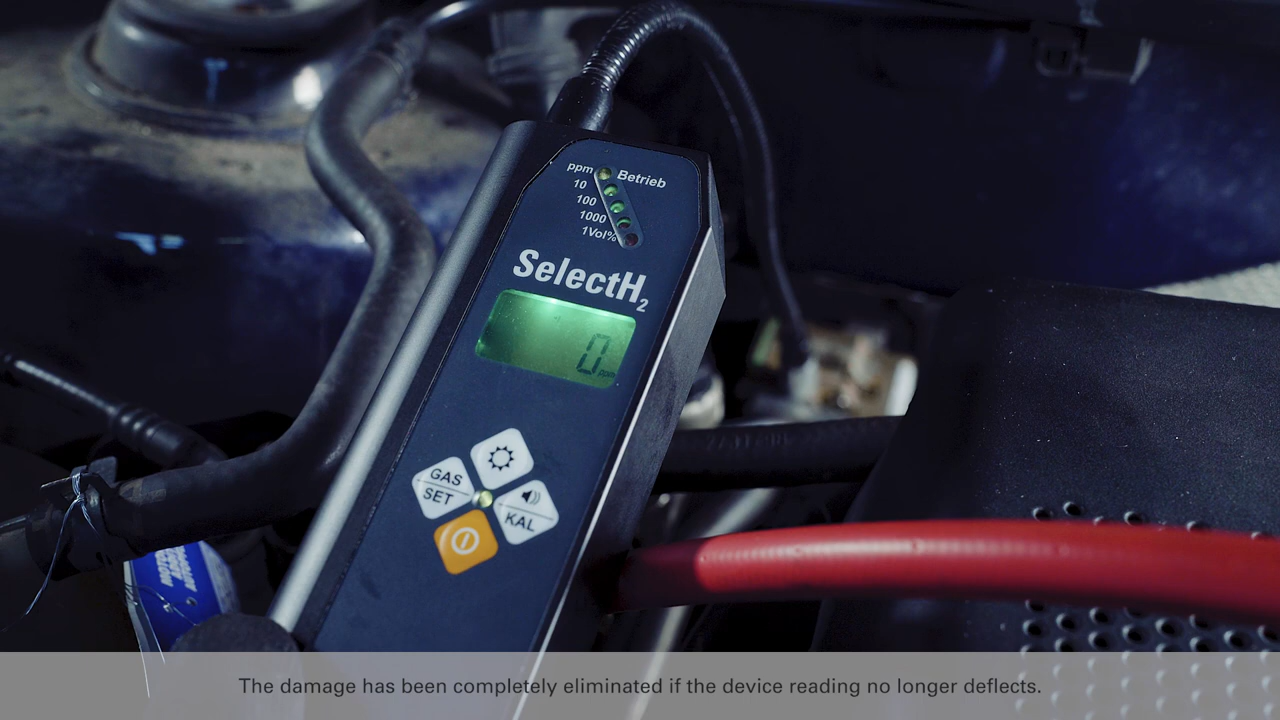 ppm Betrieb
10
100
1000
1Vol%
SelectH2
0 ppm
GAS
SET
KAL
The damage has been completely eliminated if the device reading no longer deflects.